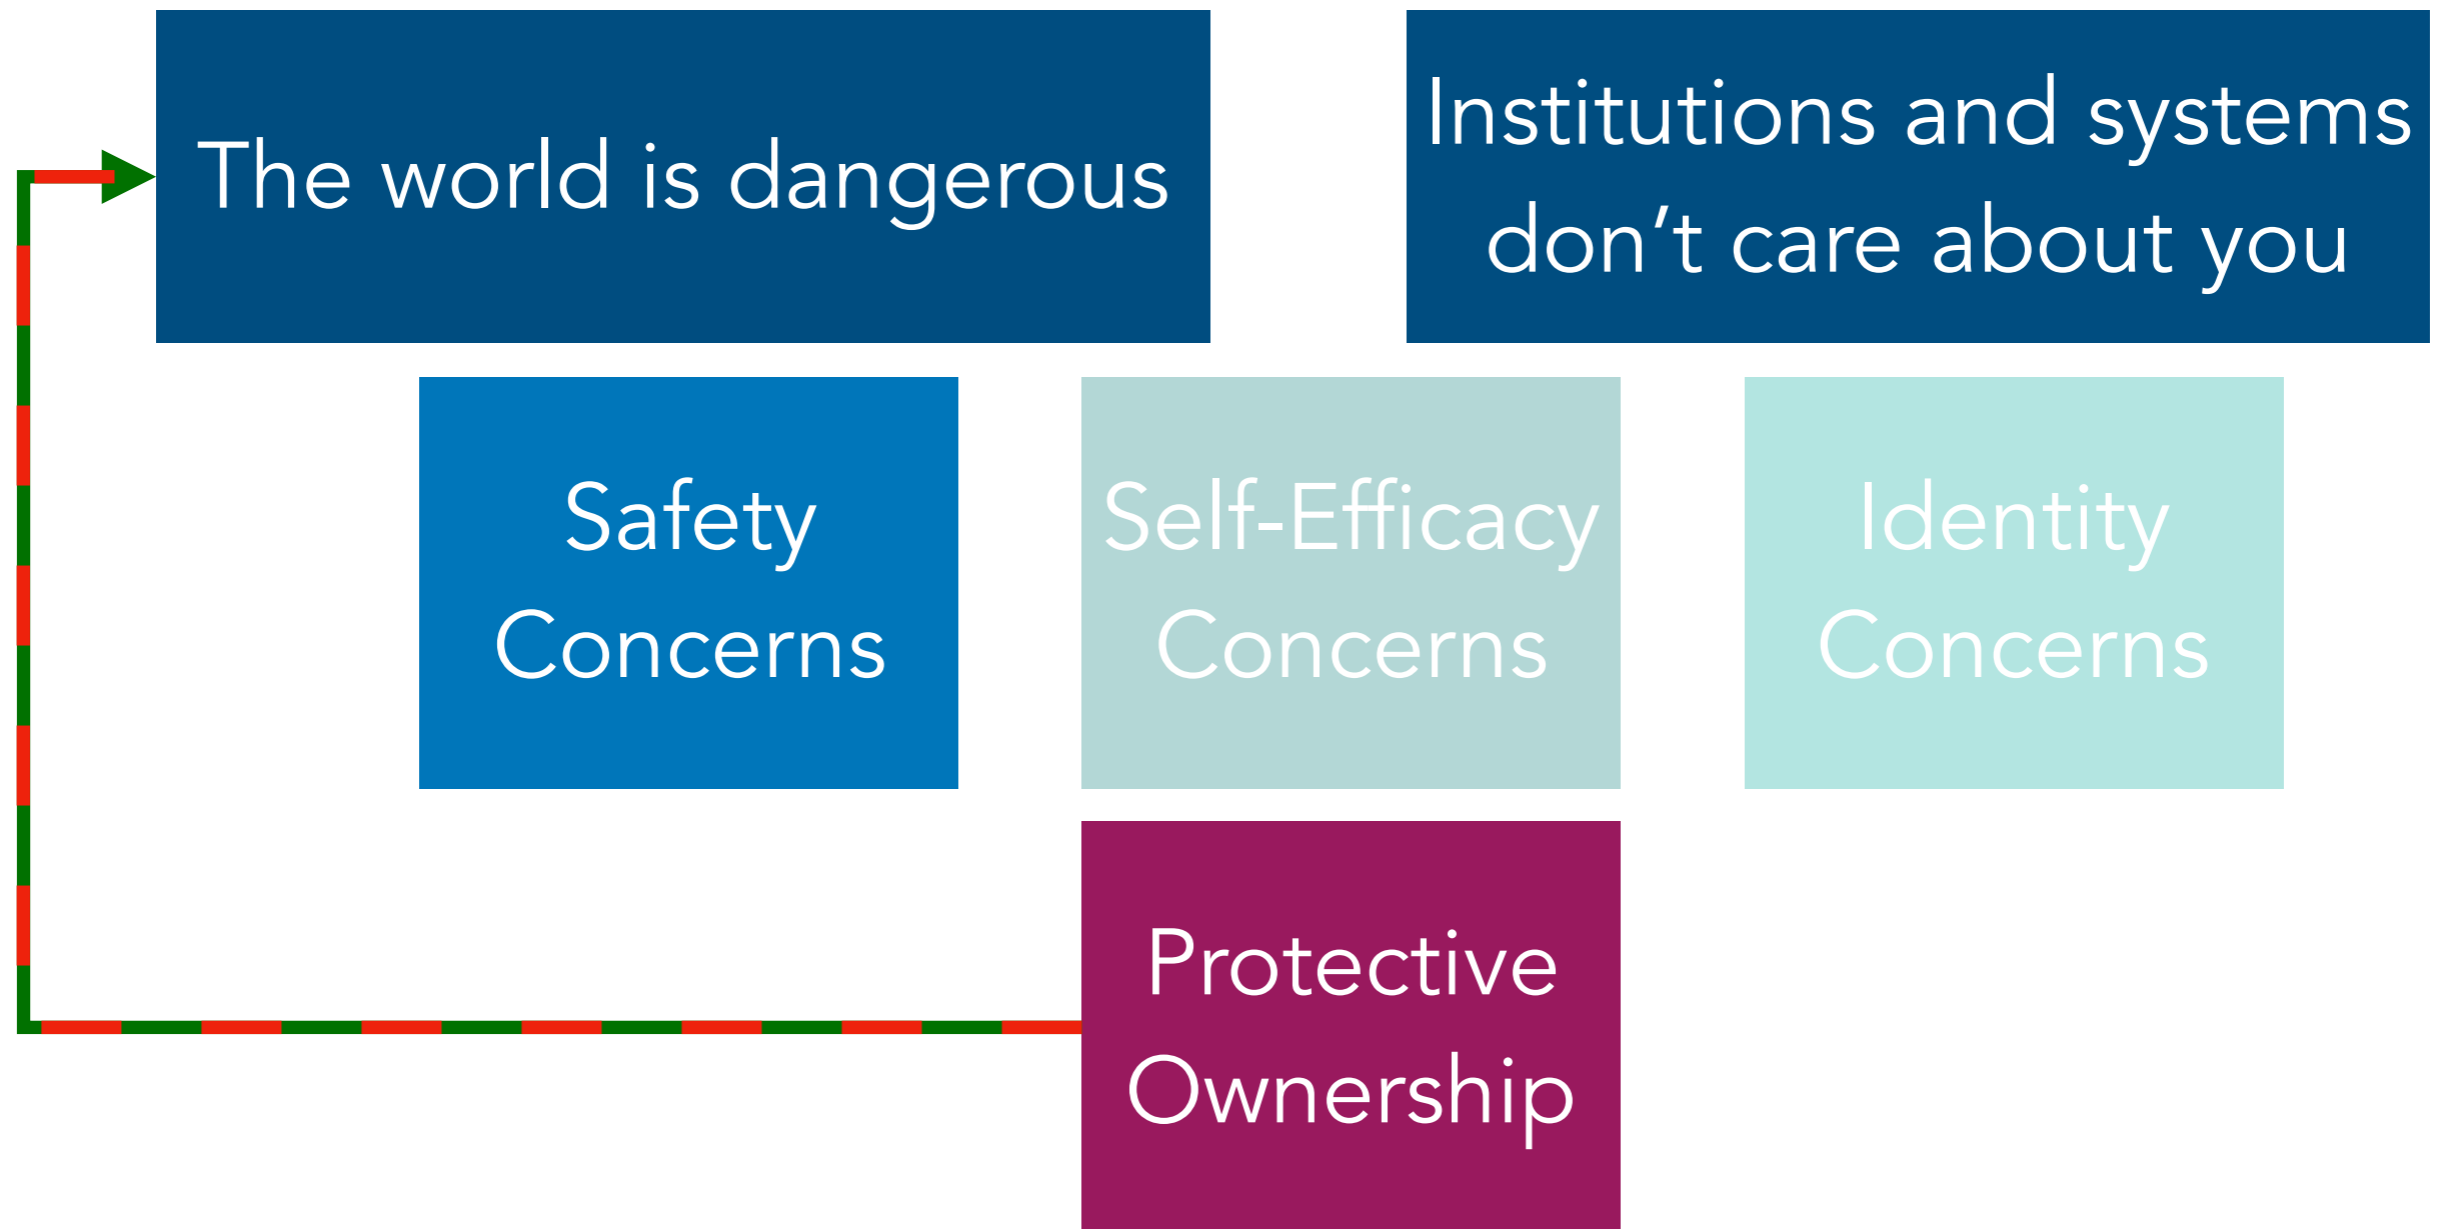 The world is dangerous
Institutions and systems
don’t care about you
Safety
Concerns
Self-Efficacy
Concerns
Identity
Concerns
Protective
Ownership